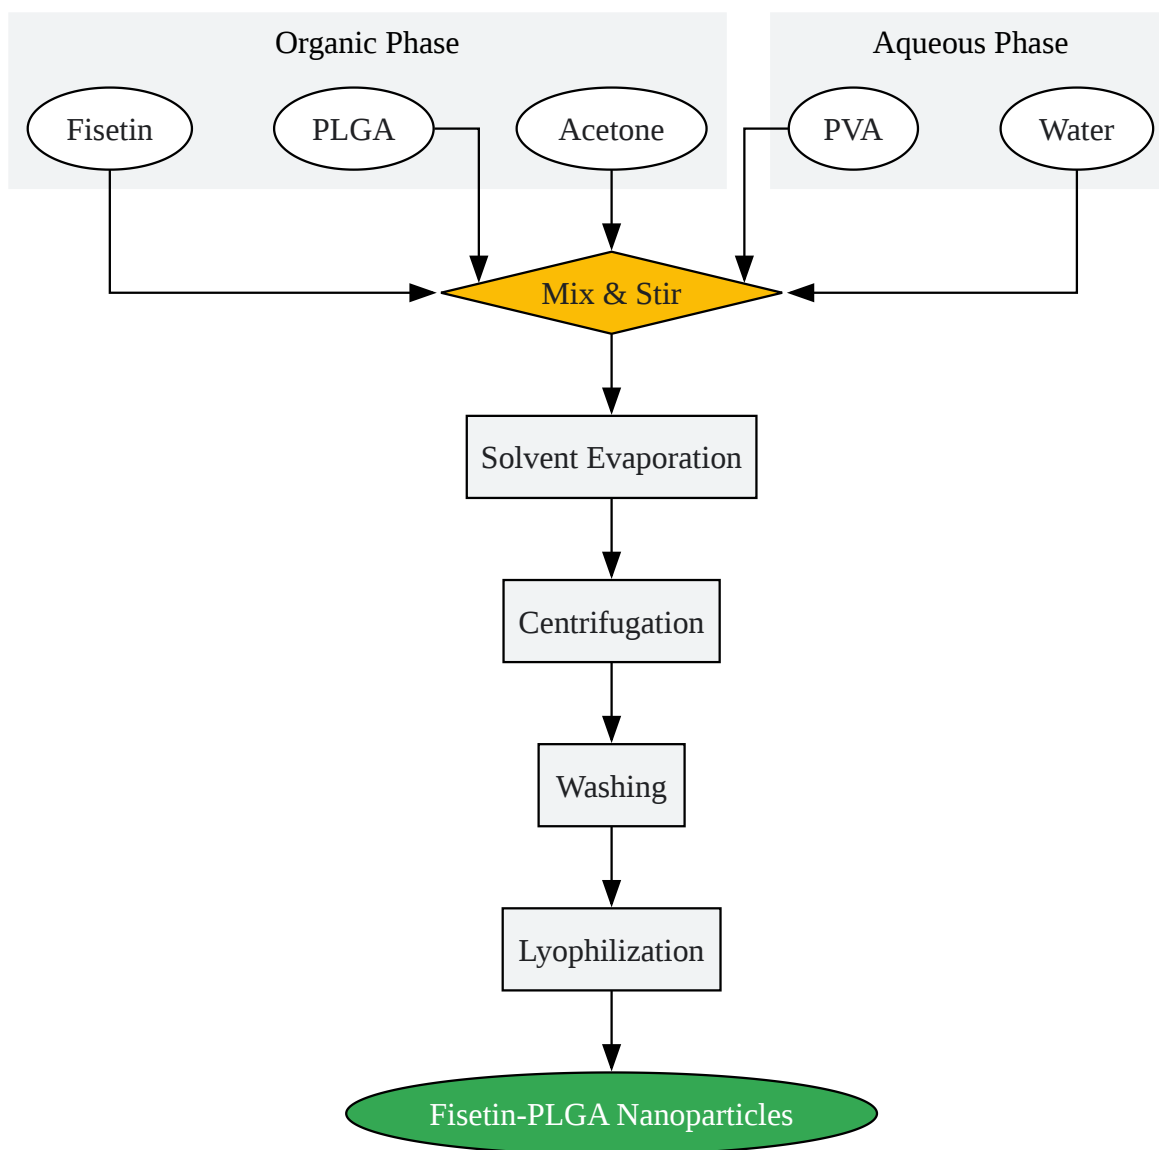 Organic Phase
Aqueous Phase
Fisetin
PLGA
Acetone
PVA
Water
Mix & Stir
Solvent Evaporation
Centrifugation
Washing
Lyophilization
Fisetin-PLGA Nanoparticles